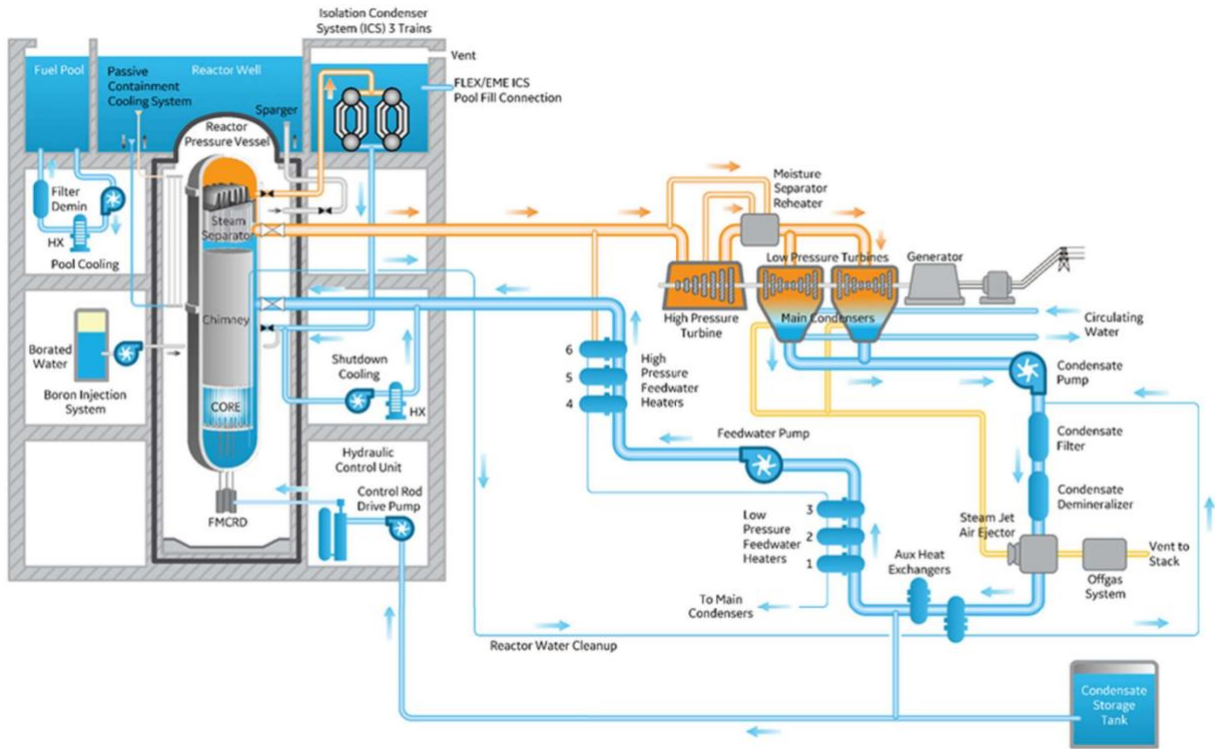 Isolation Condenser
System (ICS) 3 Trains
Vent
FLEX/EME ICS
Pool Fill Connection
Fuel Pool
Reactor Well
Passive
Containment
Cooling System
Sparger
Reactor
Pressure Vessel
Filter
Demin
HX
Pool Cooling
Steam
Separator
Chimney
Borated
Water
Boron Injection
System
CORE
Shutdown
Cooling
HX
Hydraulic
Control Unit
Control Rod
Drive Pump
FMCRD
Moisture
Separator
Reheater
Low Pressure Turbines
Generator
High Pressure
Turbine
Main Condensers
Circulating
Water
6
5
4
High
Pressure
Feedwater
Heaters
Condensate
Pump
Feedwater Pump
Condensate
Filter
Condensate
Demineralizer
3
2
1
Low
Pressure
Feedwater
Heaters
Steam Jet
Air Ejector
Vent to
Stack
Offgas
System
Aux Heat
Exchangers
To Main
Condensers
Reactor Water Cleanup
Condensate
Storage
Tank